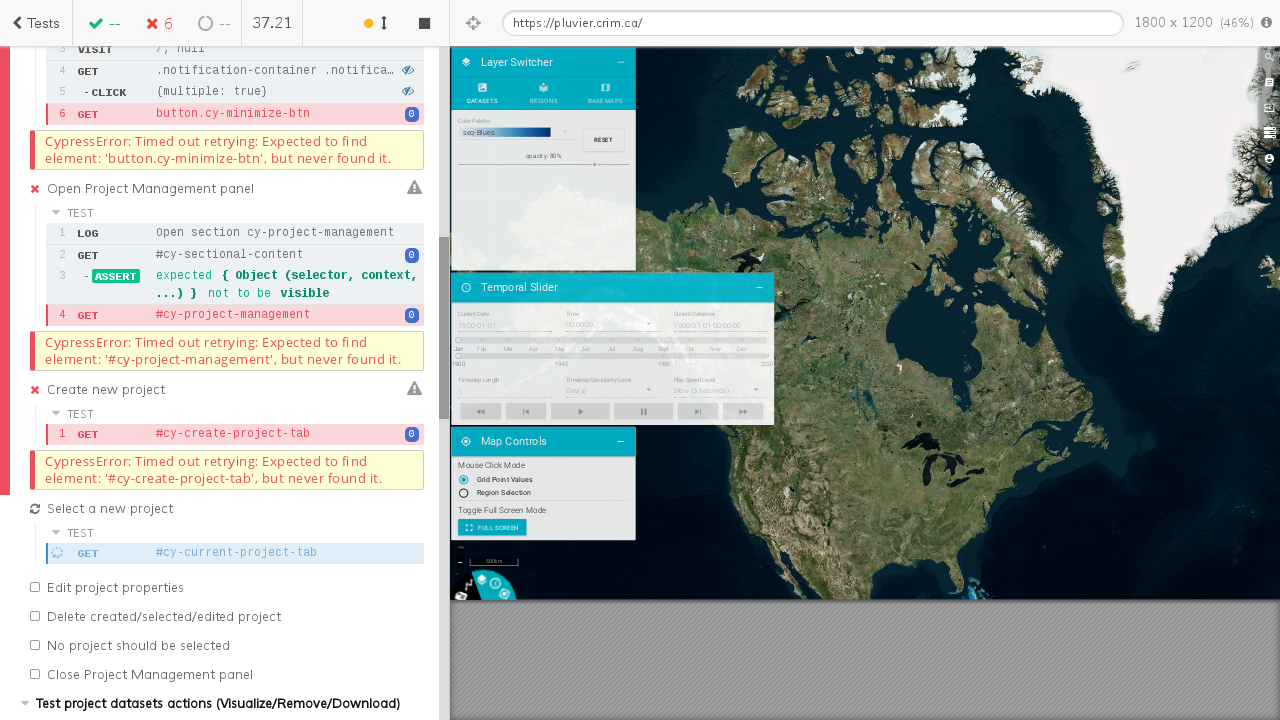 Tests
--
6
--
37.21
https://pluvier.crim.ca/
1800 x 1200 (46%)
3 VISIT /, null
4 GET .notification-container .notifica…
5 -CLICK {multiple: true}
6 GET button.cy-minimize-btn 0
CypressError: Timed out retrying: Expected to find
element: 'button.cy-minimize-btn', but never found it.
Open Project Management panel
TEST
1 LOG Open section cy-project-management
2 GET #cy-sectional-content 0
3 -ASSERT expected { Object (selector, context,
...) } not to be visible
4 GET #cy-project-management 0
CypressError: Timed out retrying: Expected to find
element: '#cy-project-management', but never found it.
Create new project
TEST
1 GET #cy-create-project-tab 0
CypressError: Timed out retrying: Expected to find
element: '#cy-create-project-tab', but never found it.
Select a new project
TEST
GET #cy-current-project-tab
Edit project properties
Delete created/selected/edited project
No project should be selected
Close Project Management panel
Test project datasets actions (Visualize/Remove/Download)
Layer Switcher
DATASETS REGIONS BASE MAPS
Color Palette
seq-Blues
RESET
opacity: 80%
Temporal Slider
Current Date Time Current Datetime
1900-01-01 00:00:00 1900-01-01 00:00:00
Jan Feb Mar Apr May Jun Jul Aug Sept Oct Nov Dec
1900 1940 1980 2020
Timestep Length Timestep Granularity Level Play Speed Level
1 Day(s) Slow (5 seconds)
Map Controls
Mouse Click Mode
Grid Point Values
Region Selection
Toggle Full Screen Mode
FULL SCREEN
500km